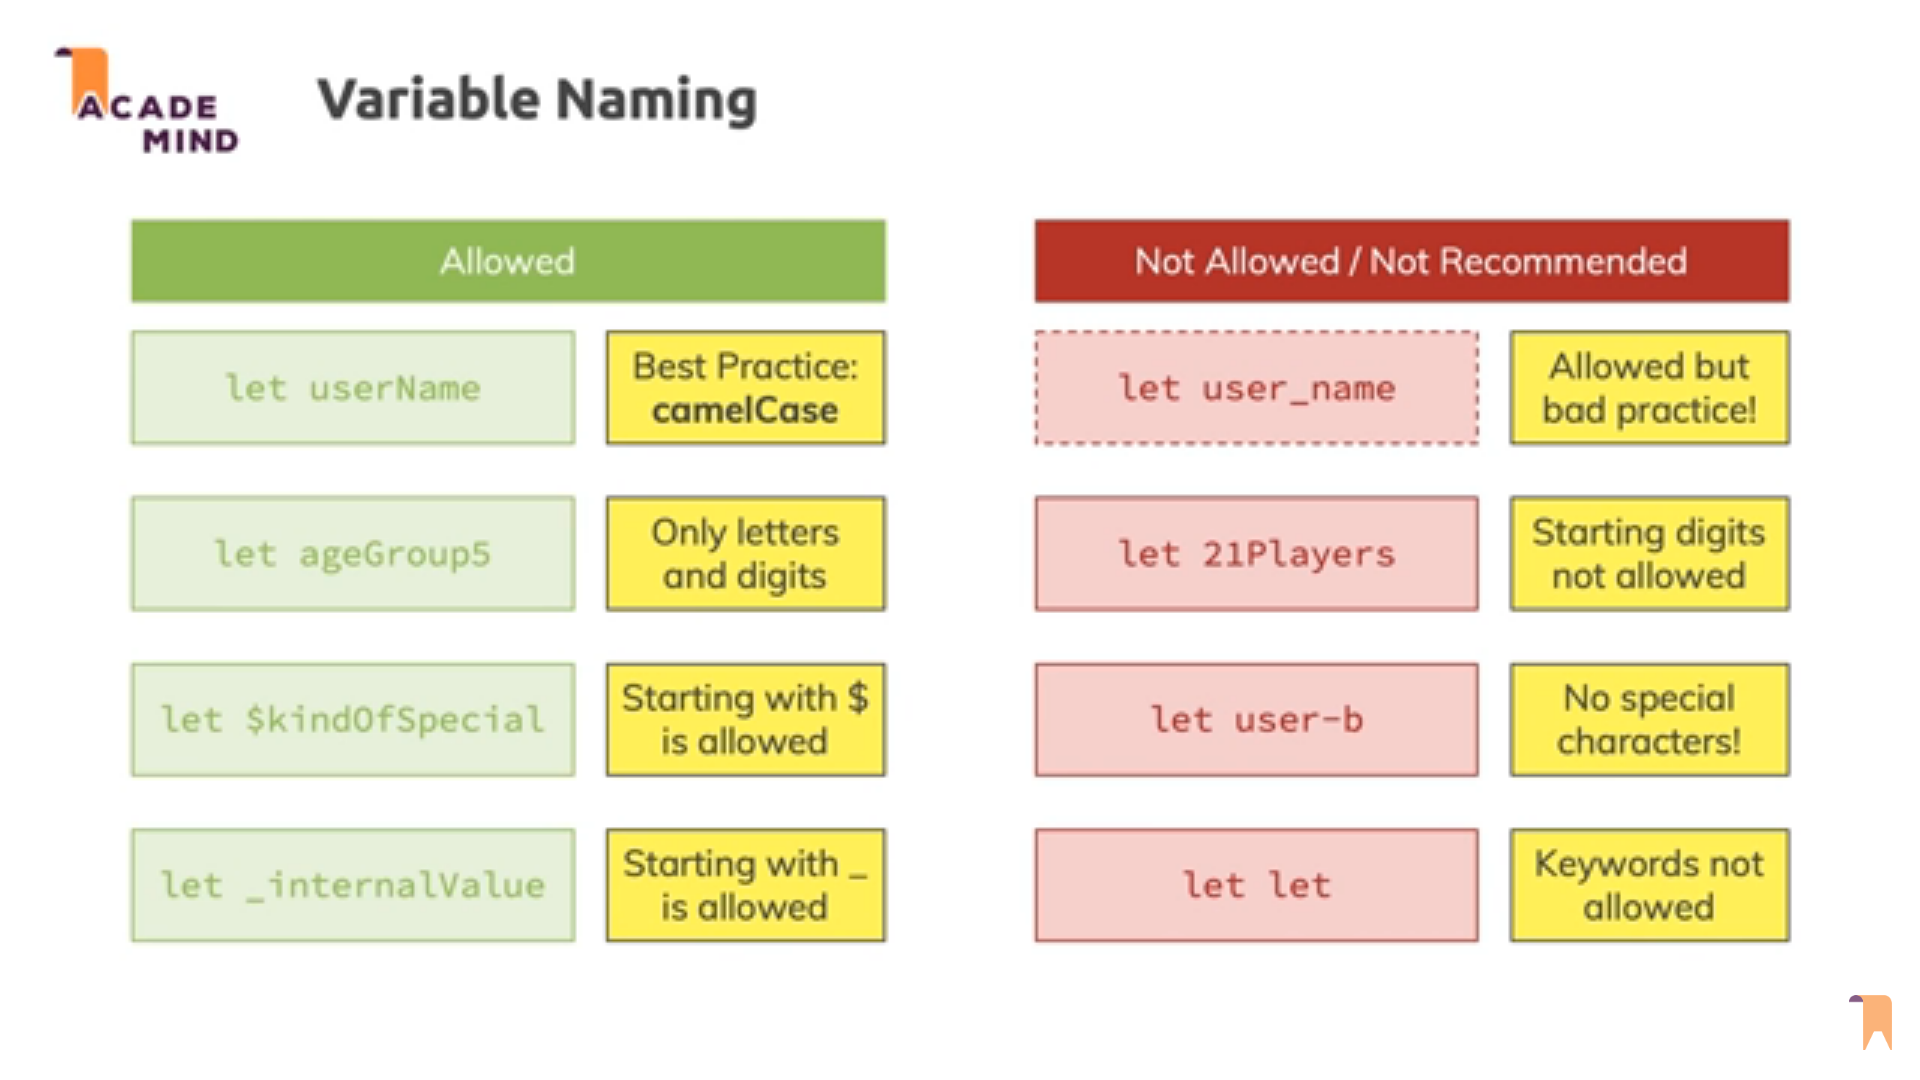 ACADE
MIND
Variable Naming
Allowed
let userName
Best Practice:
camelCase
let ageGroup5
Only letters
and digits
let $kindOfSpecial
Starting with $
is allowed
let _internalValue
Starting with _
is allowed
Not Allowed / Not Recommended
let user_name
Allowed but
bad practice!
let 21Players
Starting digits
not allowed
let user-b
No special
characters!
let let
Keywords not
allowed